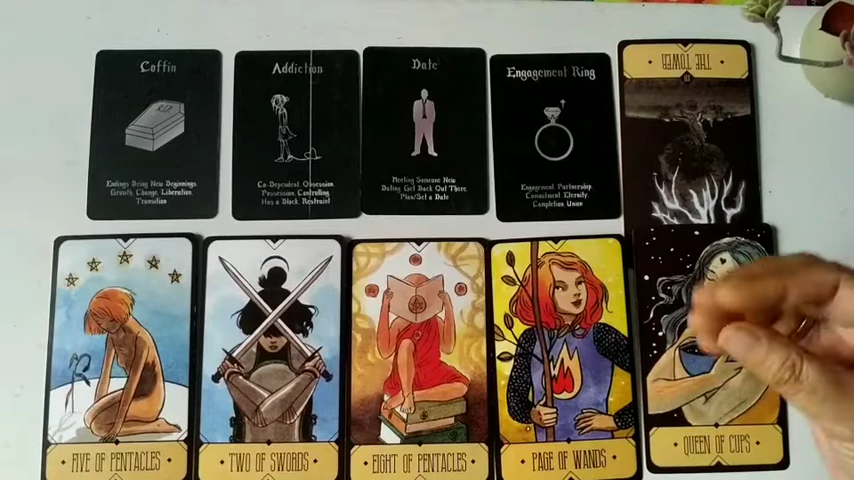 Coffin
RIP
Endings Bring New Beginnings
Growth, Change, Liberation
Transition
Addiction
Co-Dependent, Obsession
Possession, Controlling
Has a Block, Restraint
Date
Meeting Someone New
Dating, Get Back Out There
Plan/Set a Date
Engagement Ring
Engagement, Partnership
Commitment, Eternity
Completion, Union
THE TOWER
FIVE OF PENTACLES
TWO OF SWORDS
EIGHT OF PENTACLES
PAGE OF WANDS
QUEEN OF CUPS